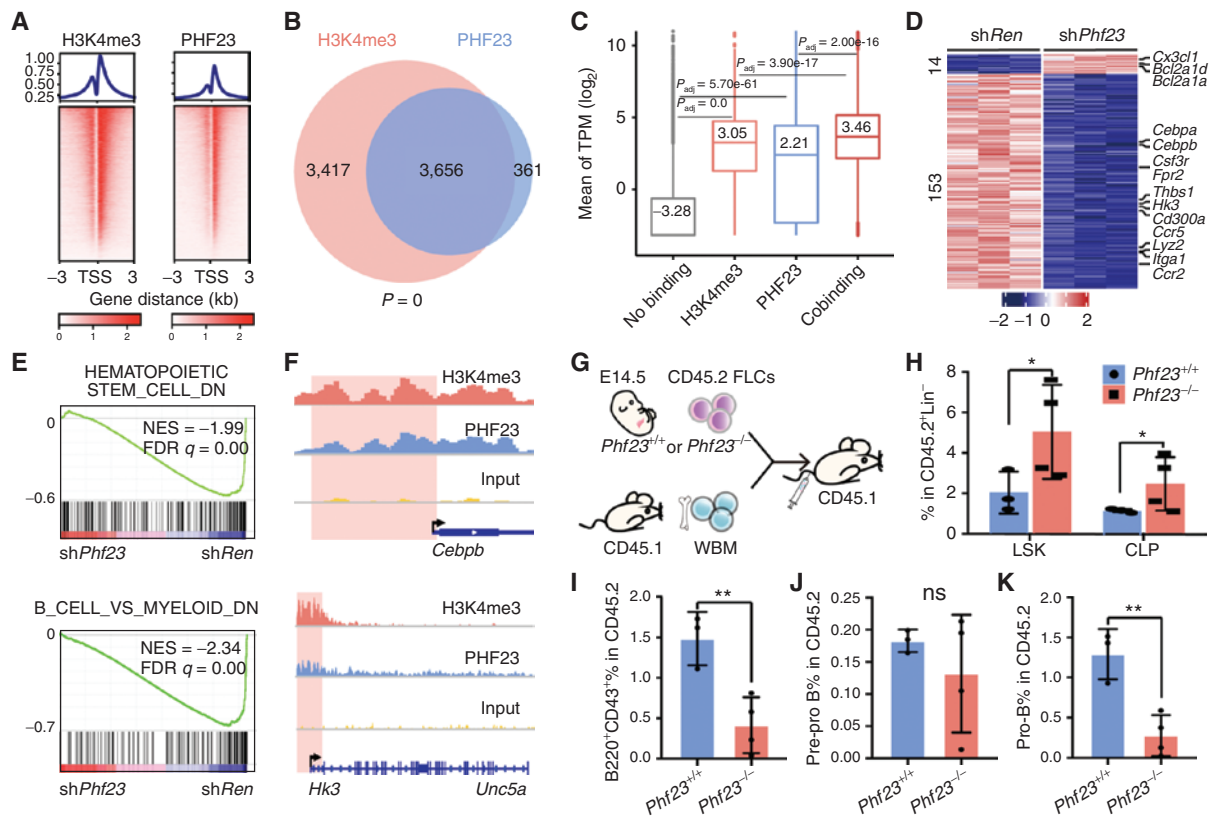 A
H3K4me3 PHF23
1.00
0.75
0.50
0.25
−3 TSS 3 −3 TSS 3
Gene distance (kb)
0 1 2 0 1 2
B
H3K4me3 PHF23
3,417 3,656 361
P = 0
C
Mean of TPM (log2)
10
5
0
Padj = 2.00e-16
Padj = 3.90e-17
Padj = 5.70e-61
Padj = 0.0
−3.28 3.05 2.21 3.46
No binding H3K4me3 PHF23 Cobinding
D
shRen shPhf23
14
153
Cx3cl1
Bcl2a1d
Bcl2a1a
Cebpa
Cebpb
Csf3r
Fpr2
Thbs1
Hk3
Cd300a
Ccr5
Lyz2
Itga1
Ccr2
−2 −1 0 2
E
HEMATOPOIETIC
STEM_CELL_DN
0
NES = −1.99
FDR q = 0.00
−0.6
shPhf23 shRen
B_CELL_VS_MYELOID_DN
0
NES = −2.34
FDR q = 0.00
−0.7
shPhf23 shRen
F
H3K4me3
PHF23
Input
Cebpb
H3K4me3
PHF23
Input
Hk3 Unc5a
G
E14.5 CD45.2 FLCs
Phf23+/+ or Phf23−/−
CD45.1
CD45.1 WBM
H
% in CD45.2+Lin−
8
6
4
2
0
* *
Phf23+/+
Phf23−/−
LSK CLP
I
B220+CD43+% in CD45.2
2.0
1.5
1.0
0.5
0.0
**
Phf23+/+ Phf23−/−
J
Pre-pro B% in CD45.2
0.25
0.20
0.15
0.10
0.05
0.00
ns
Phf23+/+ Phf23−/−
K
Pro-B% in CD45.2
2.0
1.5
1.0
0.5
0.0
**
Phf23+/+ Phf23−/−